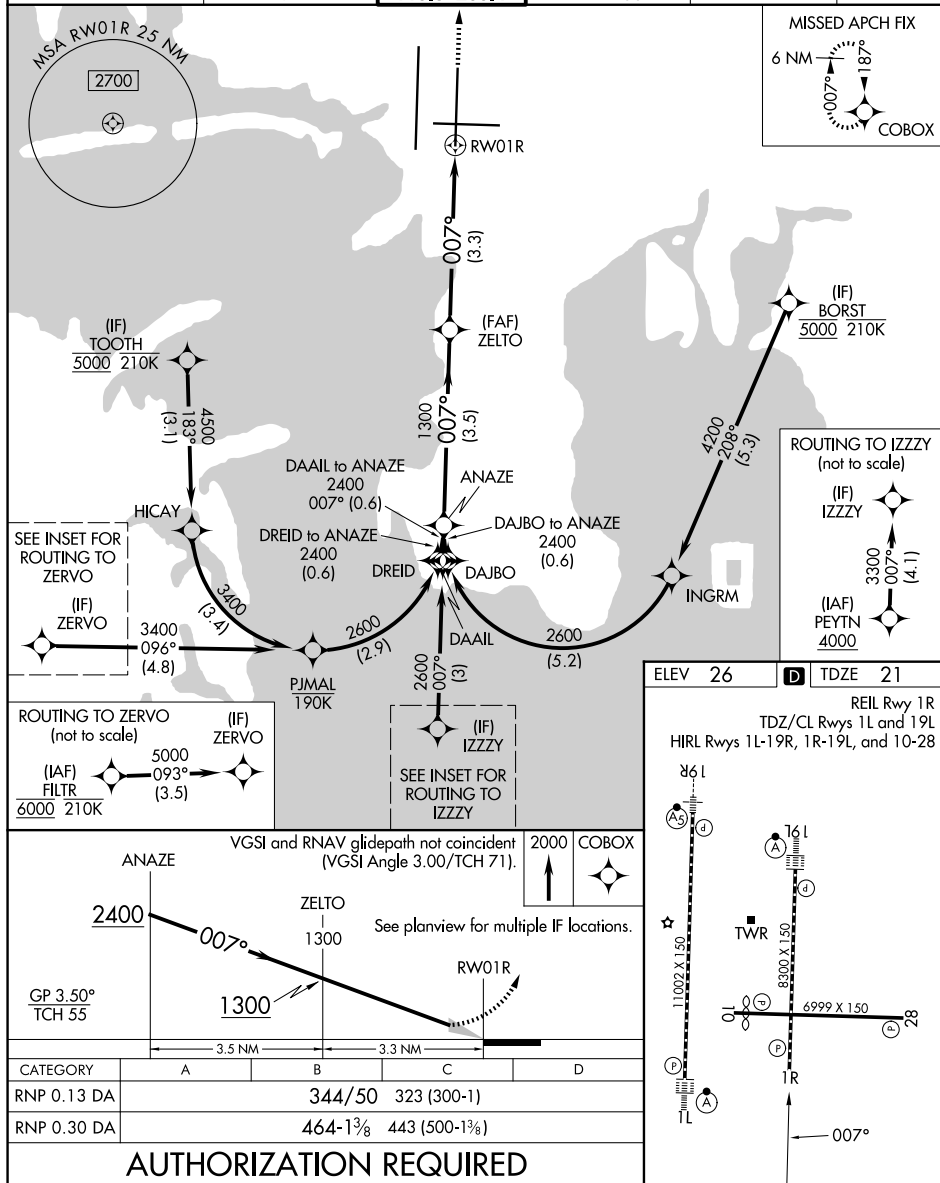 MSA RW01R 25 NM
2700
MISSED APCH FIX
6 NM
187°
007°
COBOX
RW01R
007°
(3.3)
(FAF)
ZELTO
(IF)
BORST
5000 210K
(IF)
TOOTH
5000 210K
4500
183°
(3.1)
1300
007°
(3.5)
4200
208°
(5.3)
DAAIL to ANAZE
2400
007° (0.6)
ANAZE
HICAY
DREID to ANAZE
2400
(0.6)
DAJBO to ANAZE
2400
(0.6)
DREID
DAJBO
DAAIL
INGRM
ROUTING TO IZZZY
(not to scale)
(IF)
IZZZY
3300
007°
(4.1)
(IAF)
PEYTN
4000
SEE INSET FOR
ROUTING TO
ZERVO
(IF)
ZERVO
3400
096°
(4.8)
3400
(3.4)
2600
(2.9)
PJMAL
190K
2600
007°
(3)
2600
(5.2)
(IF)
IZZZY
SEE INSET FOR
ROUTING TO
IZZZY
ROUTING TO ZERVO
(not to scale)
(IF)
ZERVO
(IAF)
FILTR
6000 210K
5000
093°
(3.5)
ELEV 26
D
TDZE 21
REIL Rwy 1R
TDZ/CL Rwys 1L and 19L
HIRL Rwys 1L-19R, 1R-19L, and 10-28
19R
A5
P
19L
A
P
TWR
11002 X 150
8300 X 150
10
P
6999 X 150
P
28
P
P
1R
1L
A
007°
VGSI and RNAV glidepath not coincident
(VGSI Angle 3.00/TCH 71).
2000
COBOX
ANAZE
2400
007°
ZELTO
1300
See planview for multiple IF locations.
1300
RW01R
GP 3.50°
TCH 55
3.5 NM
3.3 NM
CATEGORY A B C D
RNP 0.13 DA 344/50 323 (300-1)
RNP 0.30 DA 464-1⅜ 443 (500-1⅜)
AUTHORIZATION REQUIRED